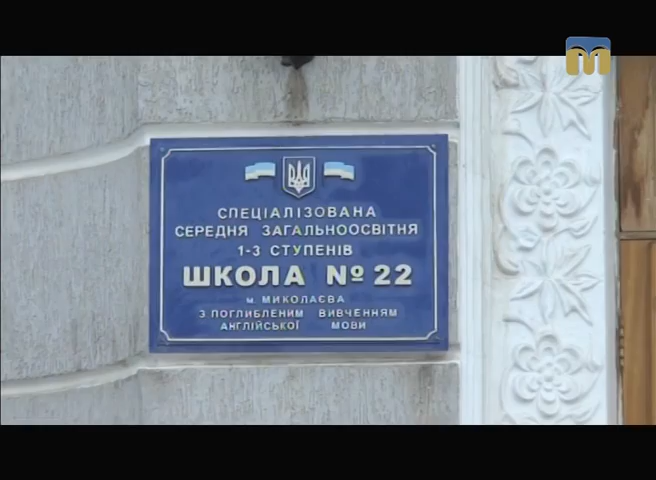 СПЕЦІАЛІЗОВАНА
СЕРЕДНЯ ЗАГАЛЬНООСВІТНЯ
1-3 СТУПЕНІВ
ШКОЛА № 22
м. МИКОЛАЄВА
З ПОГЛИБЛЕНИМ ВИВЧЕННЯМ
АНГЛІЙСЬКОЇ МОВИ